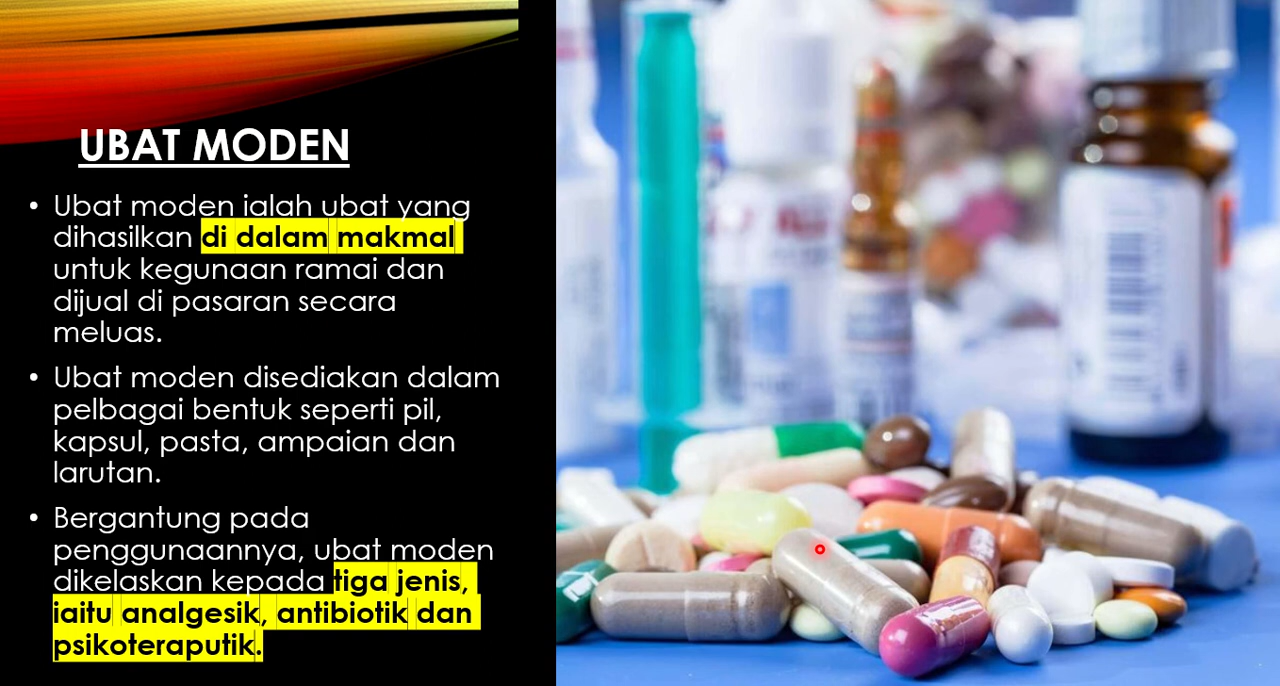 UBAT MODEN
• Ubat moden ialah ubat yang
dihasilkan di dalam makmal
untuk kegunaan ramai dan
dijual di pasaran secara
meluas.
• Ubat moden disediakan dalam
pelbagai bentuk seperti pil,
kapsul, pasta, ampaian dan
larutan.
• Bergantung pada
penggunaannya, ubat moden
dikelaskan kepada tiga jenis,
iaitu analgesik, antibiotik dan
psikoteraputik.